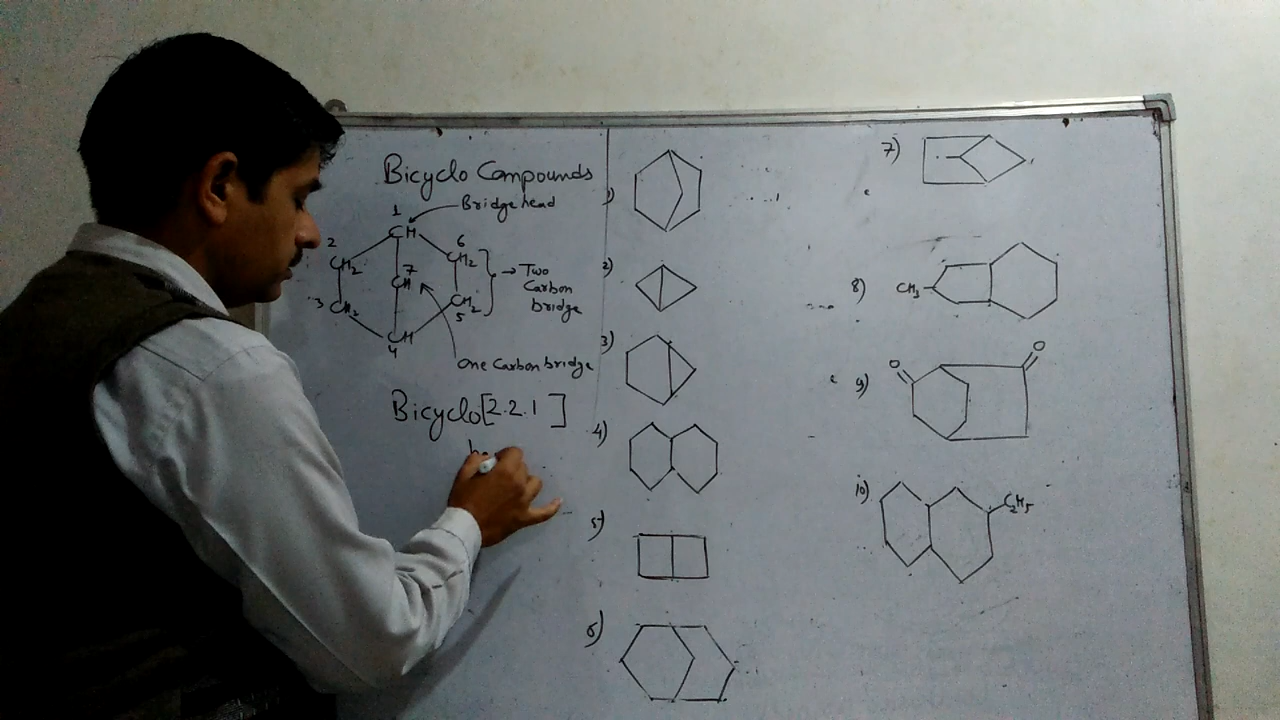 Bicyclo Compounds
1
Bridgehead
CH
2
6
CH2
CH2
7
CH
→ Two
Carbon
bridge
3
CH2
CH2
5
CH
4
One Carbon bridge
Bicyclo[2.2.1 ]
he
1)
2)
3)
4)
5)
6)
7)
8)
CH3
9)
O
O
10)
C2H5